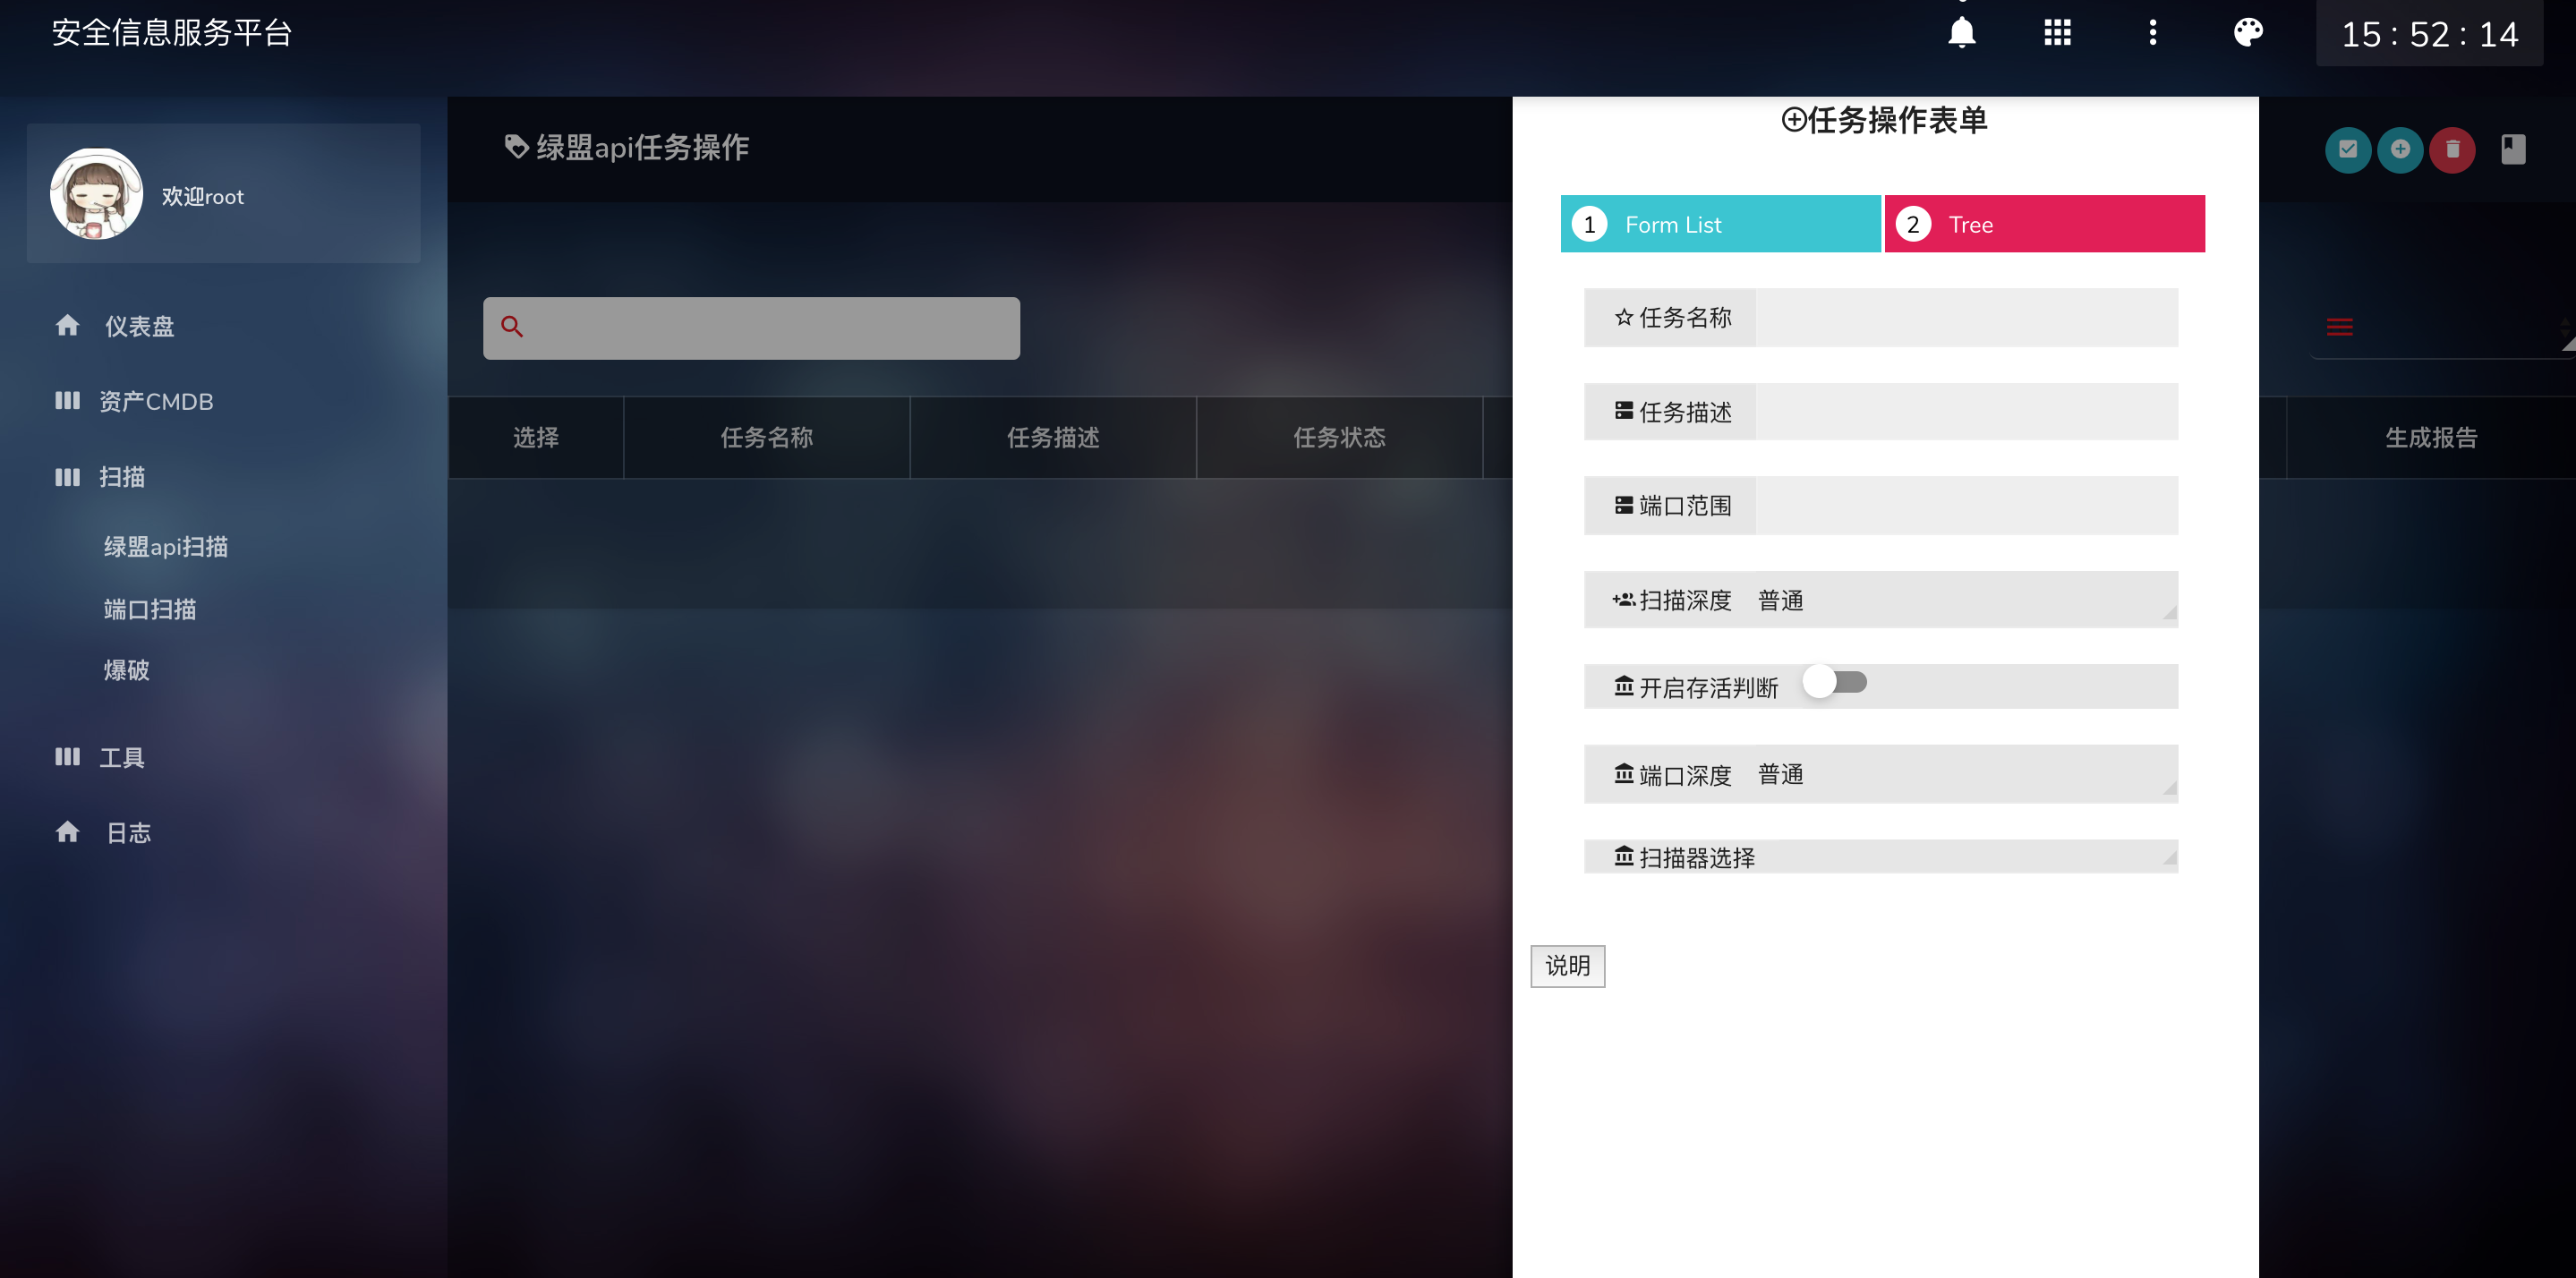 安全信息服务平台
15 : 52 : 14
欢迎root
仪表盘
资产CMDB
扫描
绿盟api扫描
端口扫描
爆破
工具
日志
绿盟api任务操作
选择 任务名称 任务描述 任务状态 生成报告
任务操作表单
1 Form List 2 Tree
任务名称
任务描述
端口范围
扫描深度 普通
开启存活判断
端口深度 普通
扫描器选择
说明